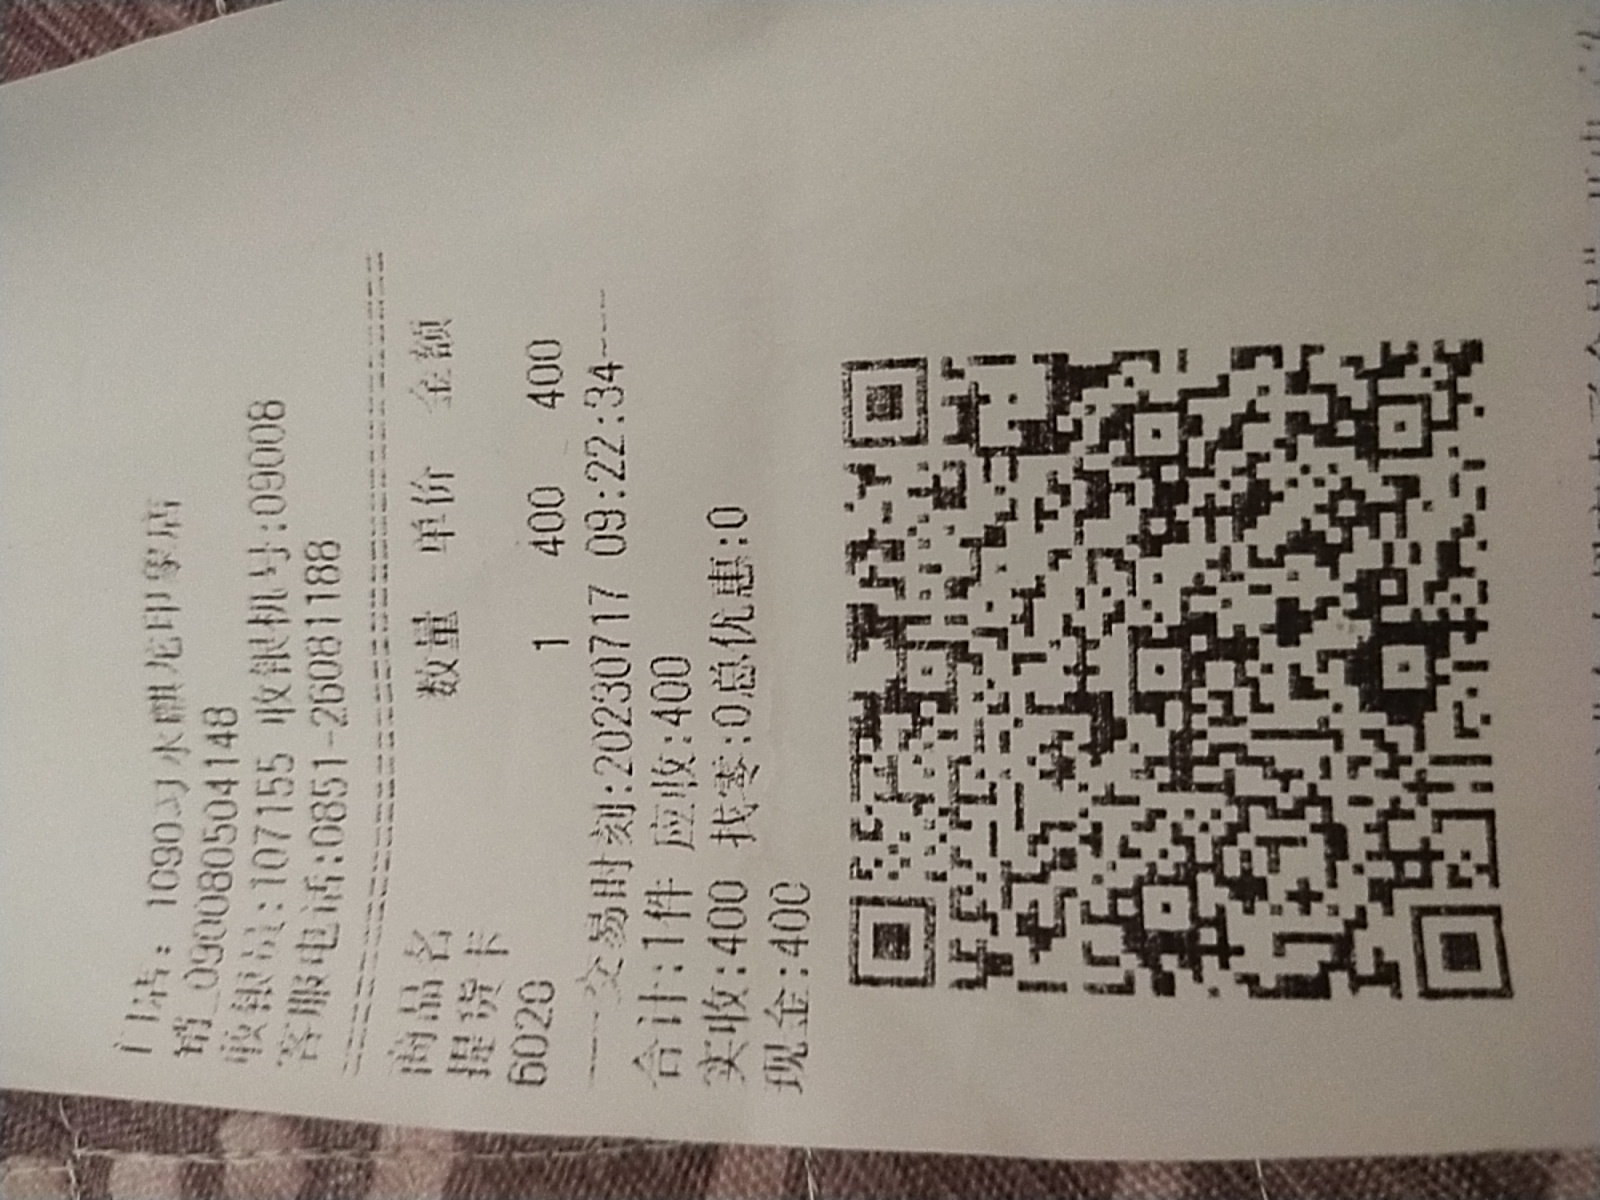 门店: 1090习水麒龙印象店
销_090080504148
收银员:107155 收银机号:09008
客服电话:0851-26081188
商品名 数量 单价 金额
提货卡
6020 1 400 400
---交易时刻:20230717 09:22:34---
合计:1件 应收:400
实收:400 找零:0总优惠:0
现金:400